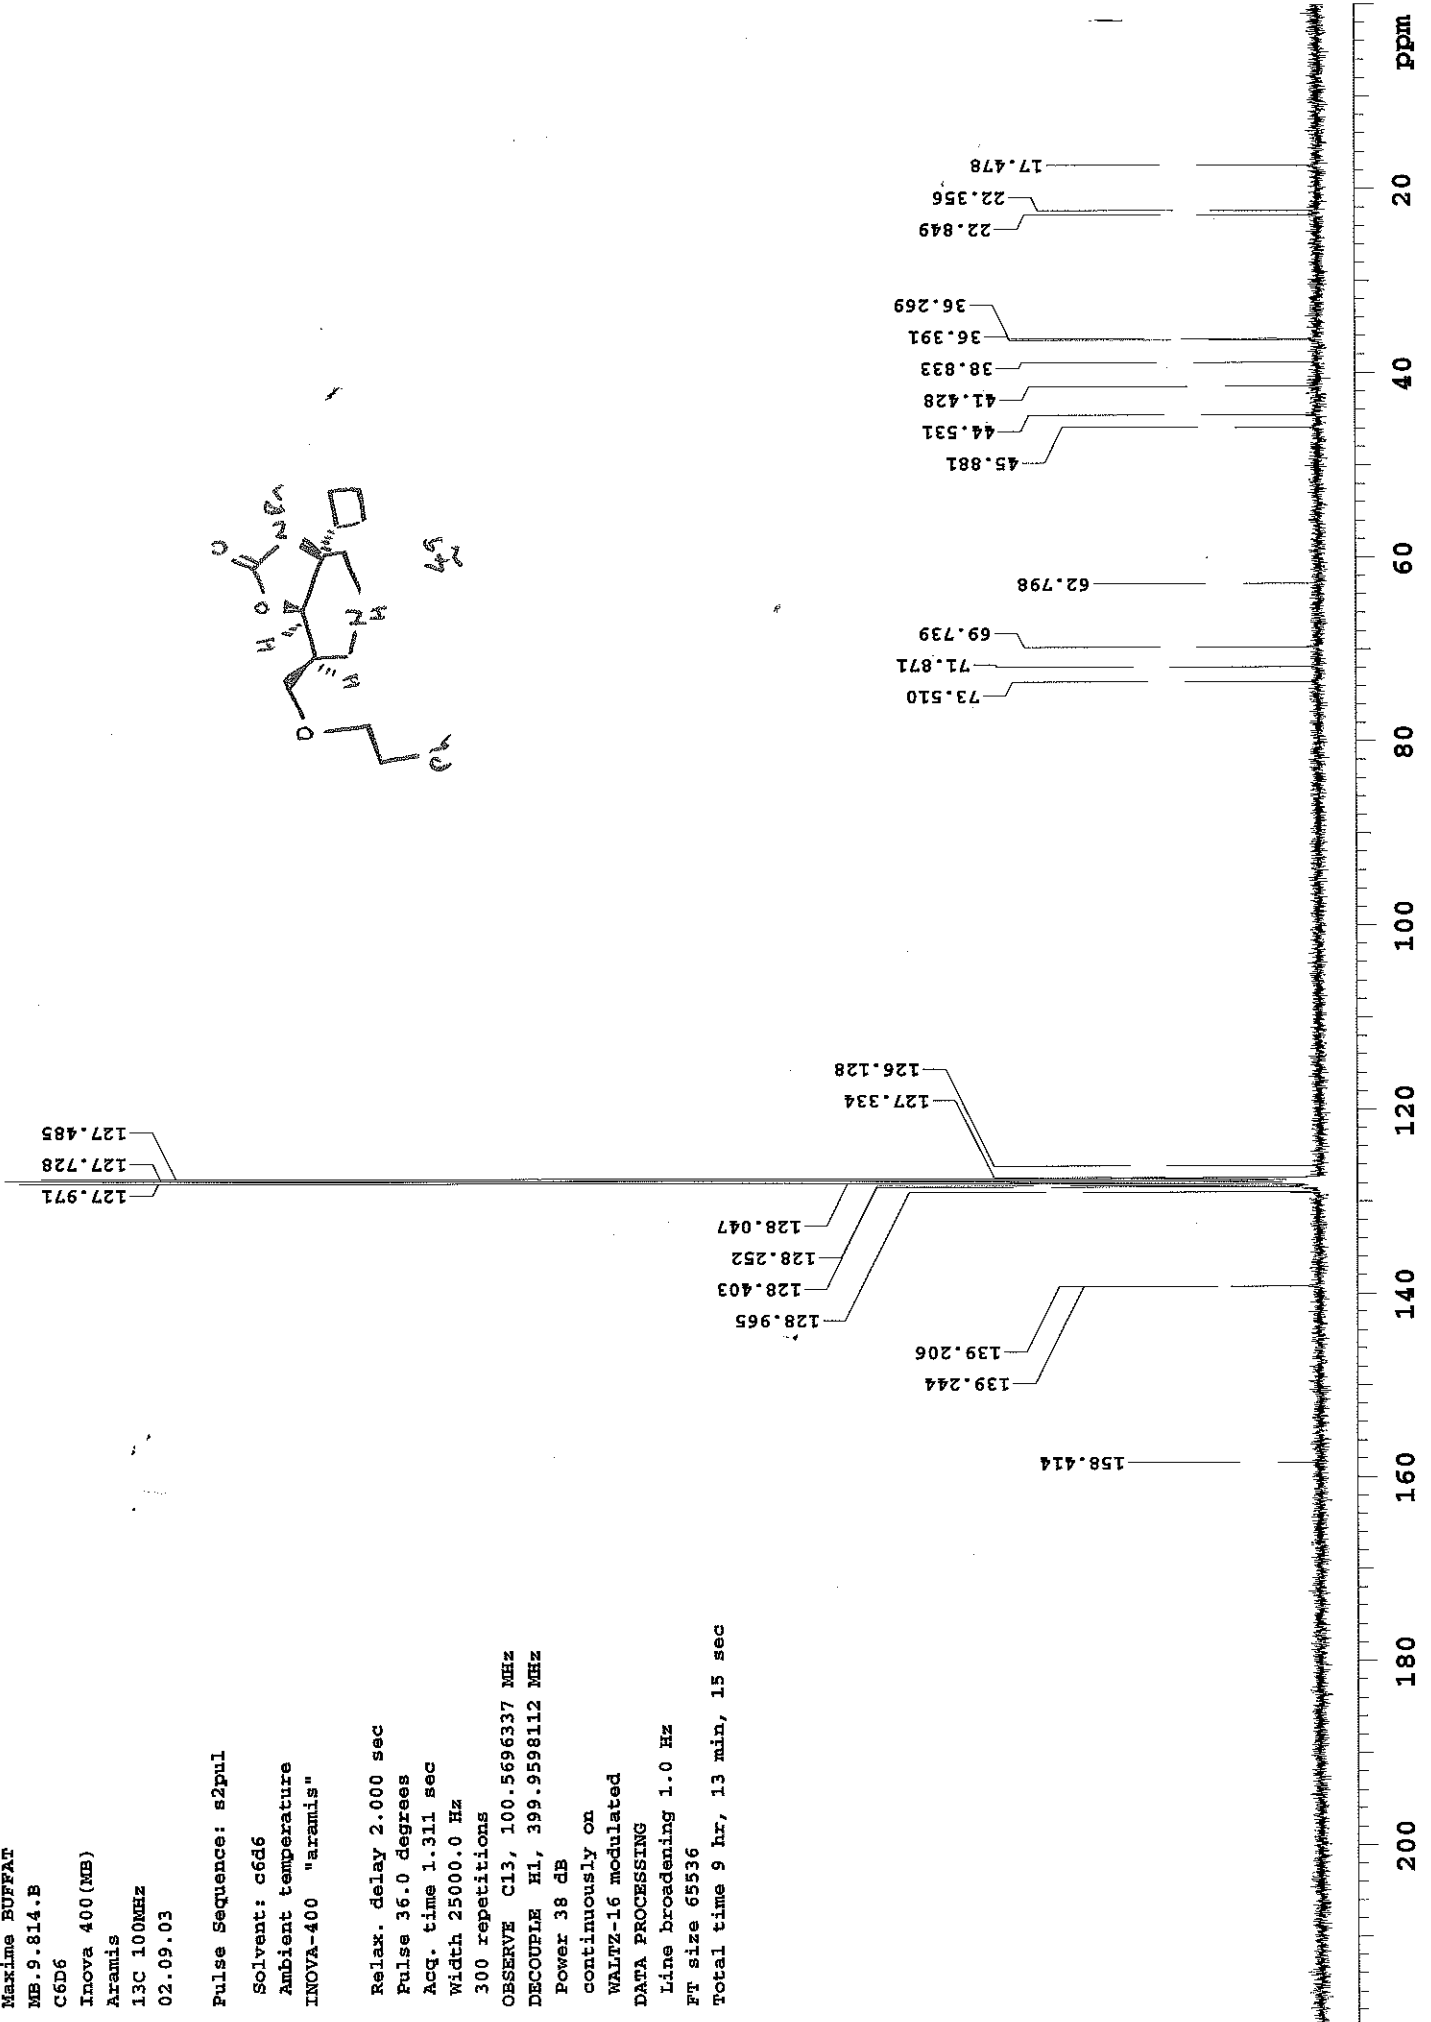 Maxime BUFFAT
MB.9.814.B
C6D6
Inova 400(MB)
Aramis
13C 100MHz
02.09.03
Pulse Sequence: s2pul
Solvent: c6d6
Ambient temperature
INOVA-400 "aramis"
Relax. delay 2.000 sec
Pulse 36.0 degrees
Acq. time 1.311 sec
Width 25000.0 Hz
300 repetitions
OBSERVE C13, 100.5696337 MHz
DECOUPLE H1, 399.9598112 MHz
Power 38 dB
continuously on
WALTZ-16 modulated
DATA PROCESSING
Line broadening 1.0 Hz
FT size 65536
Total time 9 hr, 13 min, 15 sec
O
O
N
Bn
H
H
NH
O
158.414
139.244
139.206
128.965
128.403
128.252
128.047
127.971
127.728
127.485
127.334
126.128
73.510
71.871
69.739
62.798
45.881
44.531
41.428
38.833
36.391
36.269
22.849
22.356
17.478
200
180
160
140
120
100
80
60
40
20
ppm